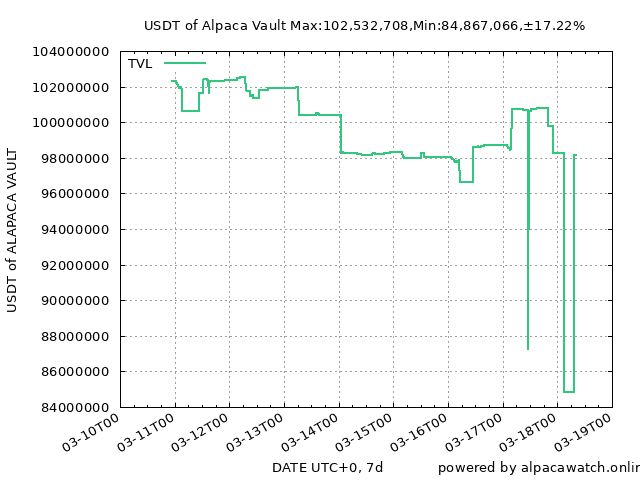 USDT of Alpaca Vault Max:102,532,708,Min:84,867,066,±17.22%
TVL
104000000
102000000
100000000
98000000
96000000
94000000
92000000
90000000
88000000
86000000
84000000
USDT of ALAPACA VAULT
03-10T00
03-11T00
03-12T00
03-13T00
03-14T00
03-15T00
03-16T00
03-17T00
03-18T00
03-19T00
DATE UTC+0, 7d
powered by alpacawatch.onlin